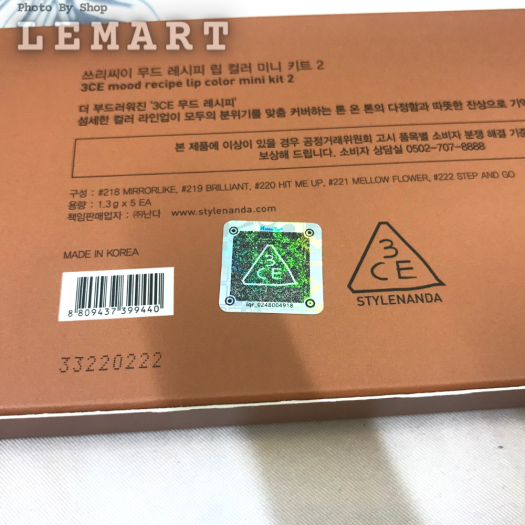 Photo By Shop
LEMART
쓰리씨이 무드 레시피 립 컬러 미니 키트 2
3CE mood recipe lip color mini kit 2
더 부드러워진 '3CE 무드 레시피'
섬세한 컬러 라인업이 모두의 분위기를 맞춤 커버하는 톤 온 톤의 다정함과 따뜻한 잔상으로
본 제품에 이상이 있을 경우 공정거래위원회 고시 품목별 소비자 분쟁 해결 기준
보상해 드립니다. 소비자 상담실 0502-707-8888
구성 : #218 MIRRORLIKE, #219 BRILLIANT, #220 HIT ME UP, #221 MELLOW FLOWER, #222 STEP AND GO
용량 : 1.3g x 5 EA
책임판매업자 : ㈜난다 www.stylenanda.com
MADE IN KOREA
3
CE
3
CE
STYLENANDA
8 809437 399440
33220222